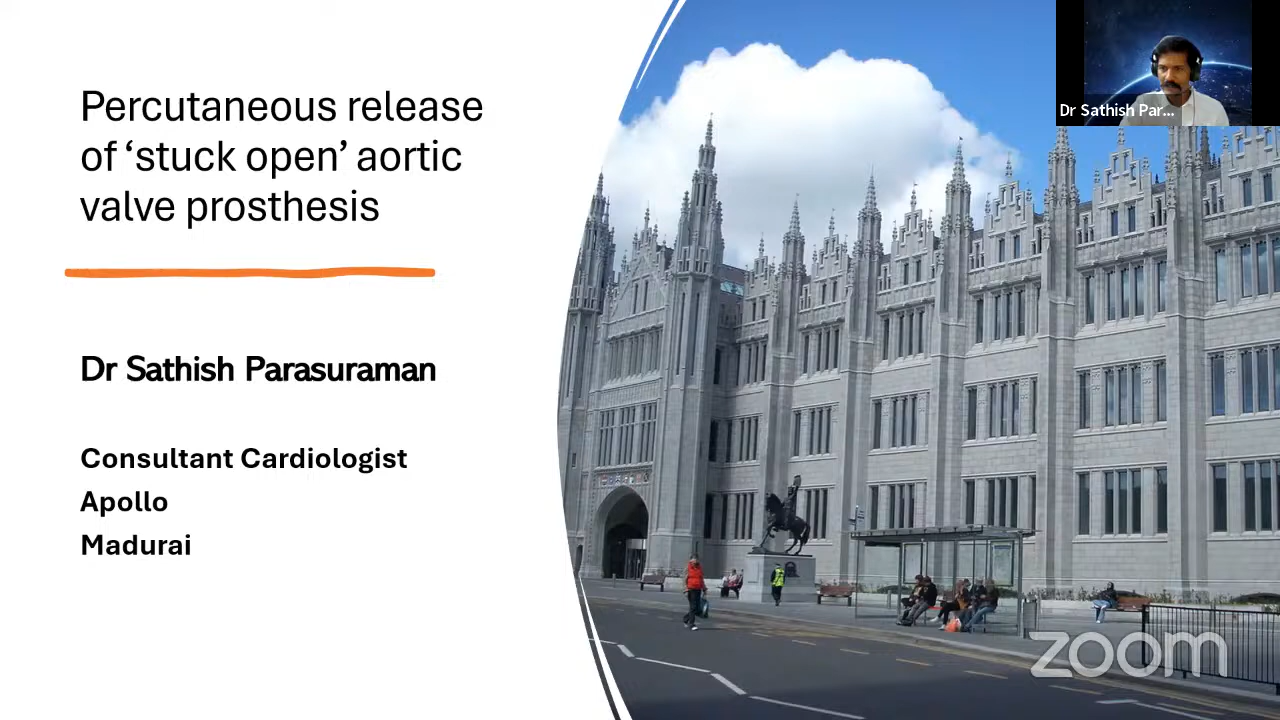 Percutaneous release
of ‘stuck open’ aortic
valve prosthesis
Dr Sathish Parasuraman
Consultant Cardiologist
Apollo
Madurai
Dr Sathish Par...
zoom